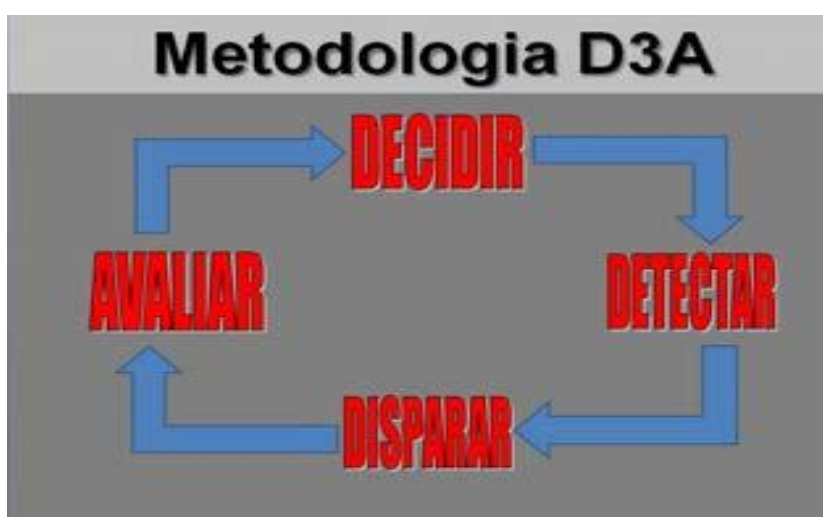 Metodologia D3A
DECIDIR
DETECTAR
DISPARAR
AVALIAR